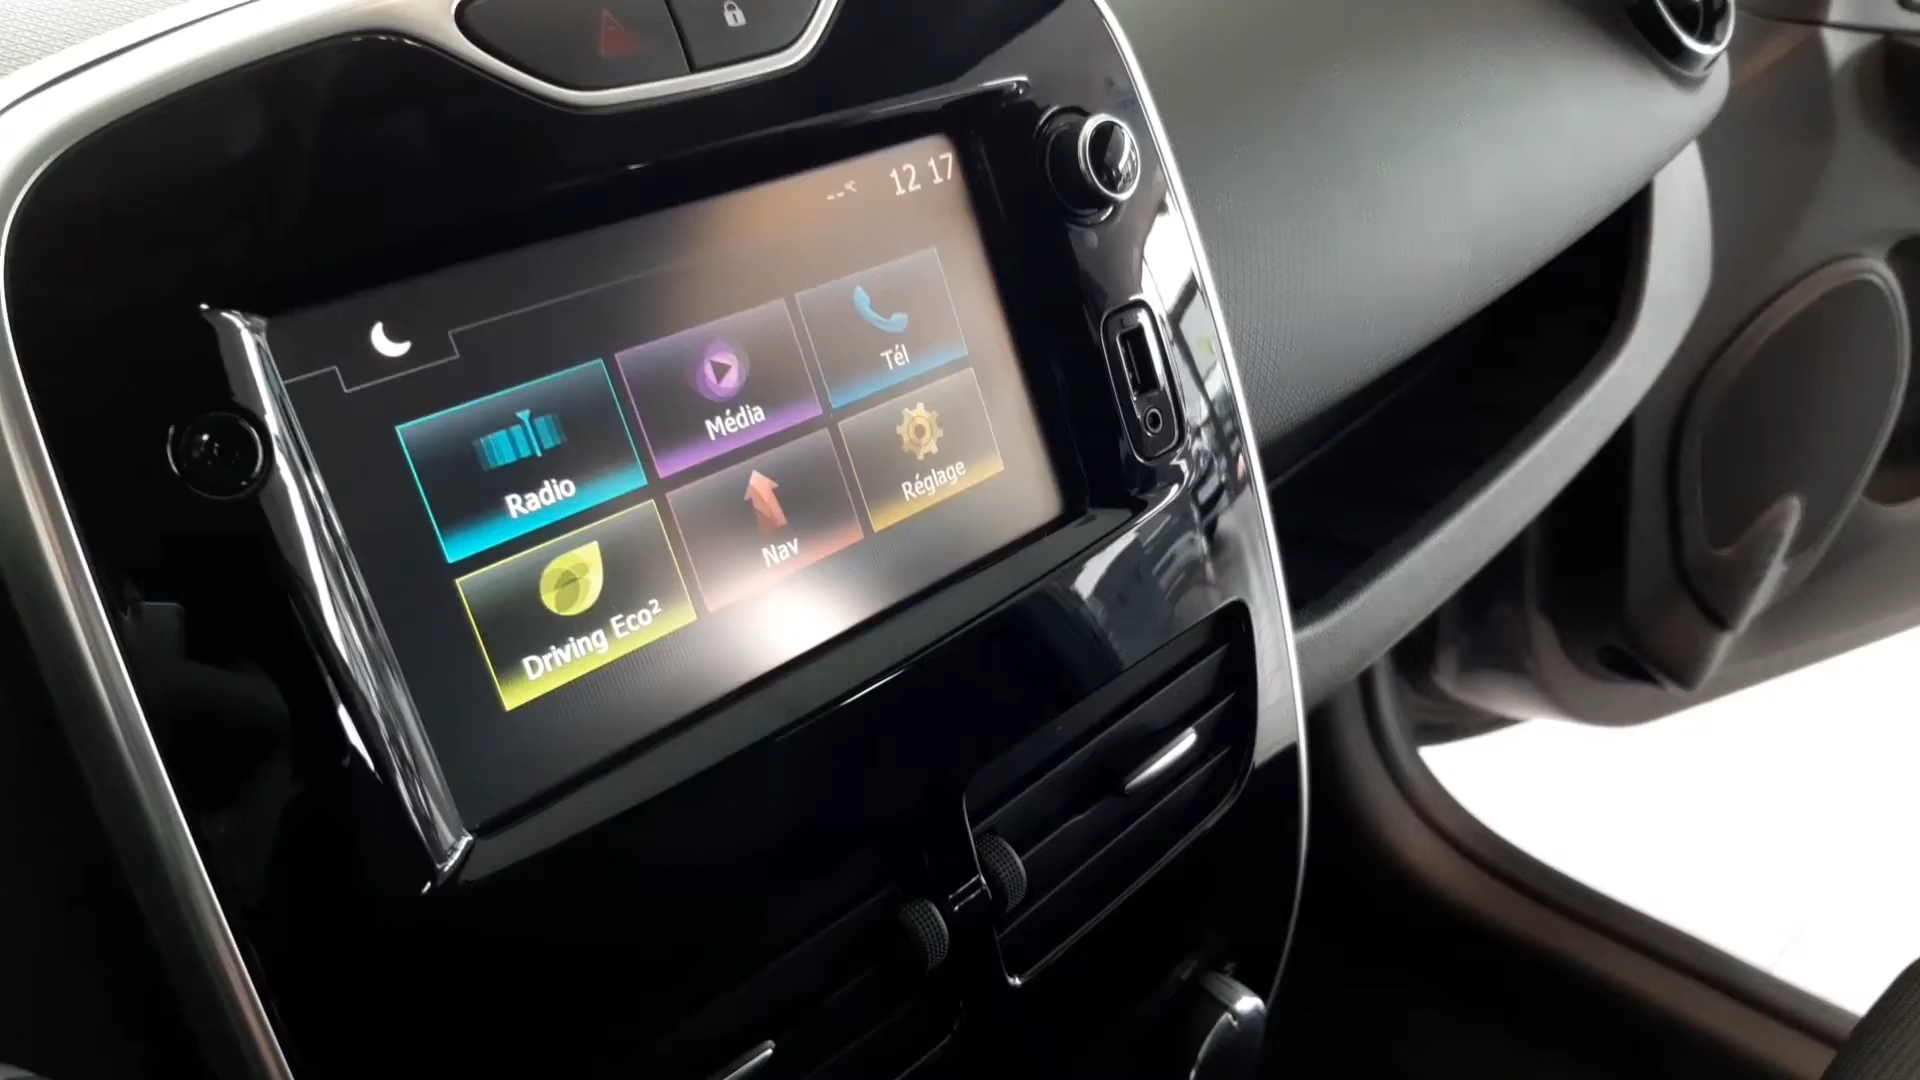 --°C 12 17
Radio
Média
Tél
Driving Eco²
Nav
Réglage